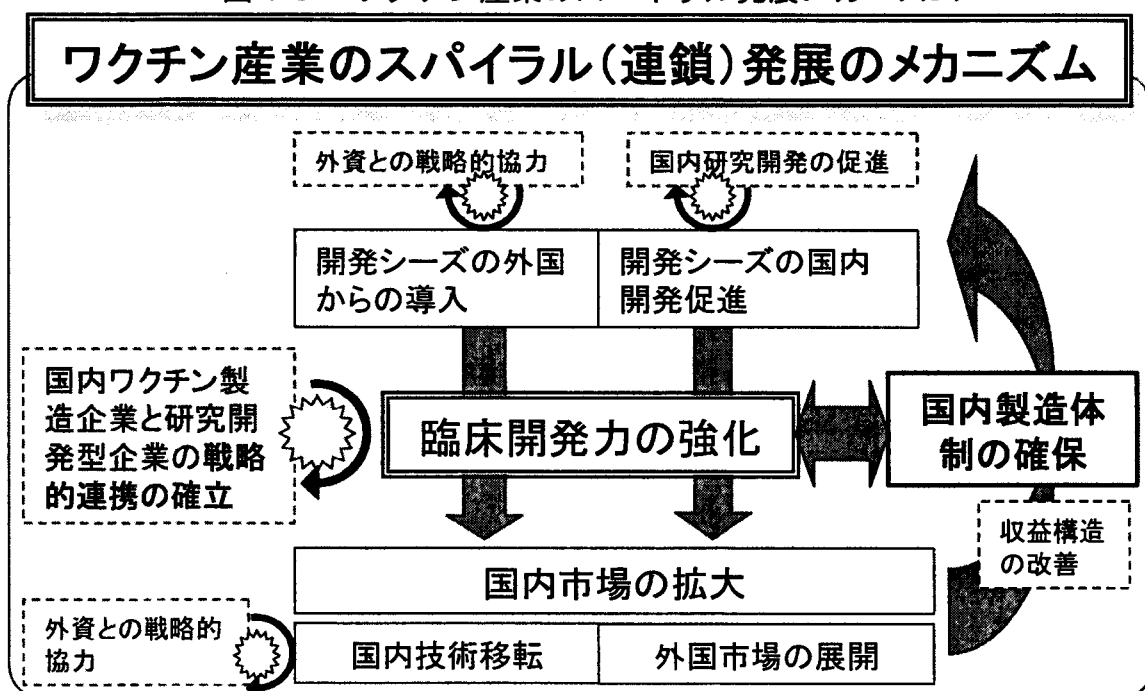 ワクチン産業のスパイラル(連鎖)発展のメカニズム
外資との戦略的協力
国内研究開発の促進
開発シーズの外国
からの導入
開発シーズの国内
開発促進
国内ワクチン製
造企業と研究開
発型企業の戦略
的連携の確立
臨床開発力の強化
国内製造体
制の確保
収益構造
の改善
国内市場の拡大
外資との戦略的
協力
国内技術移転
外国市場の展開